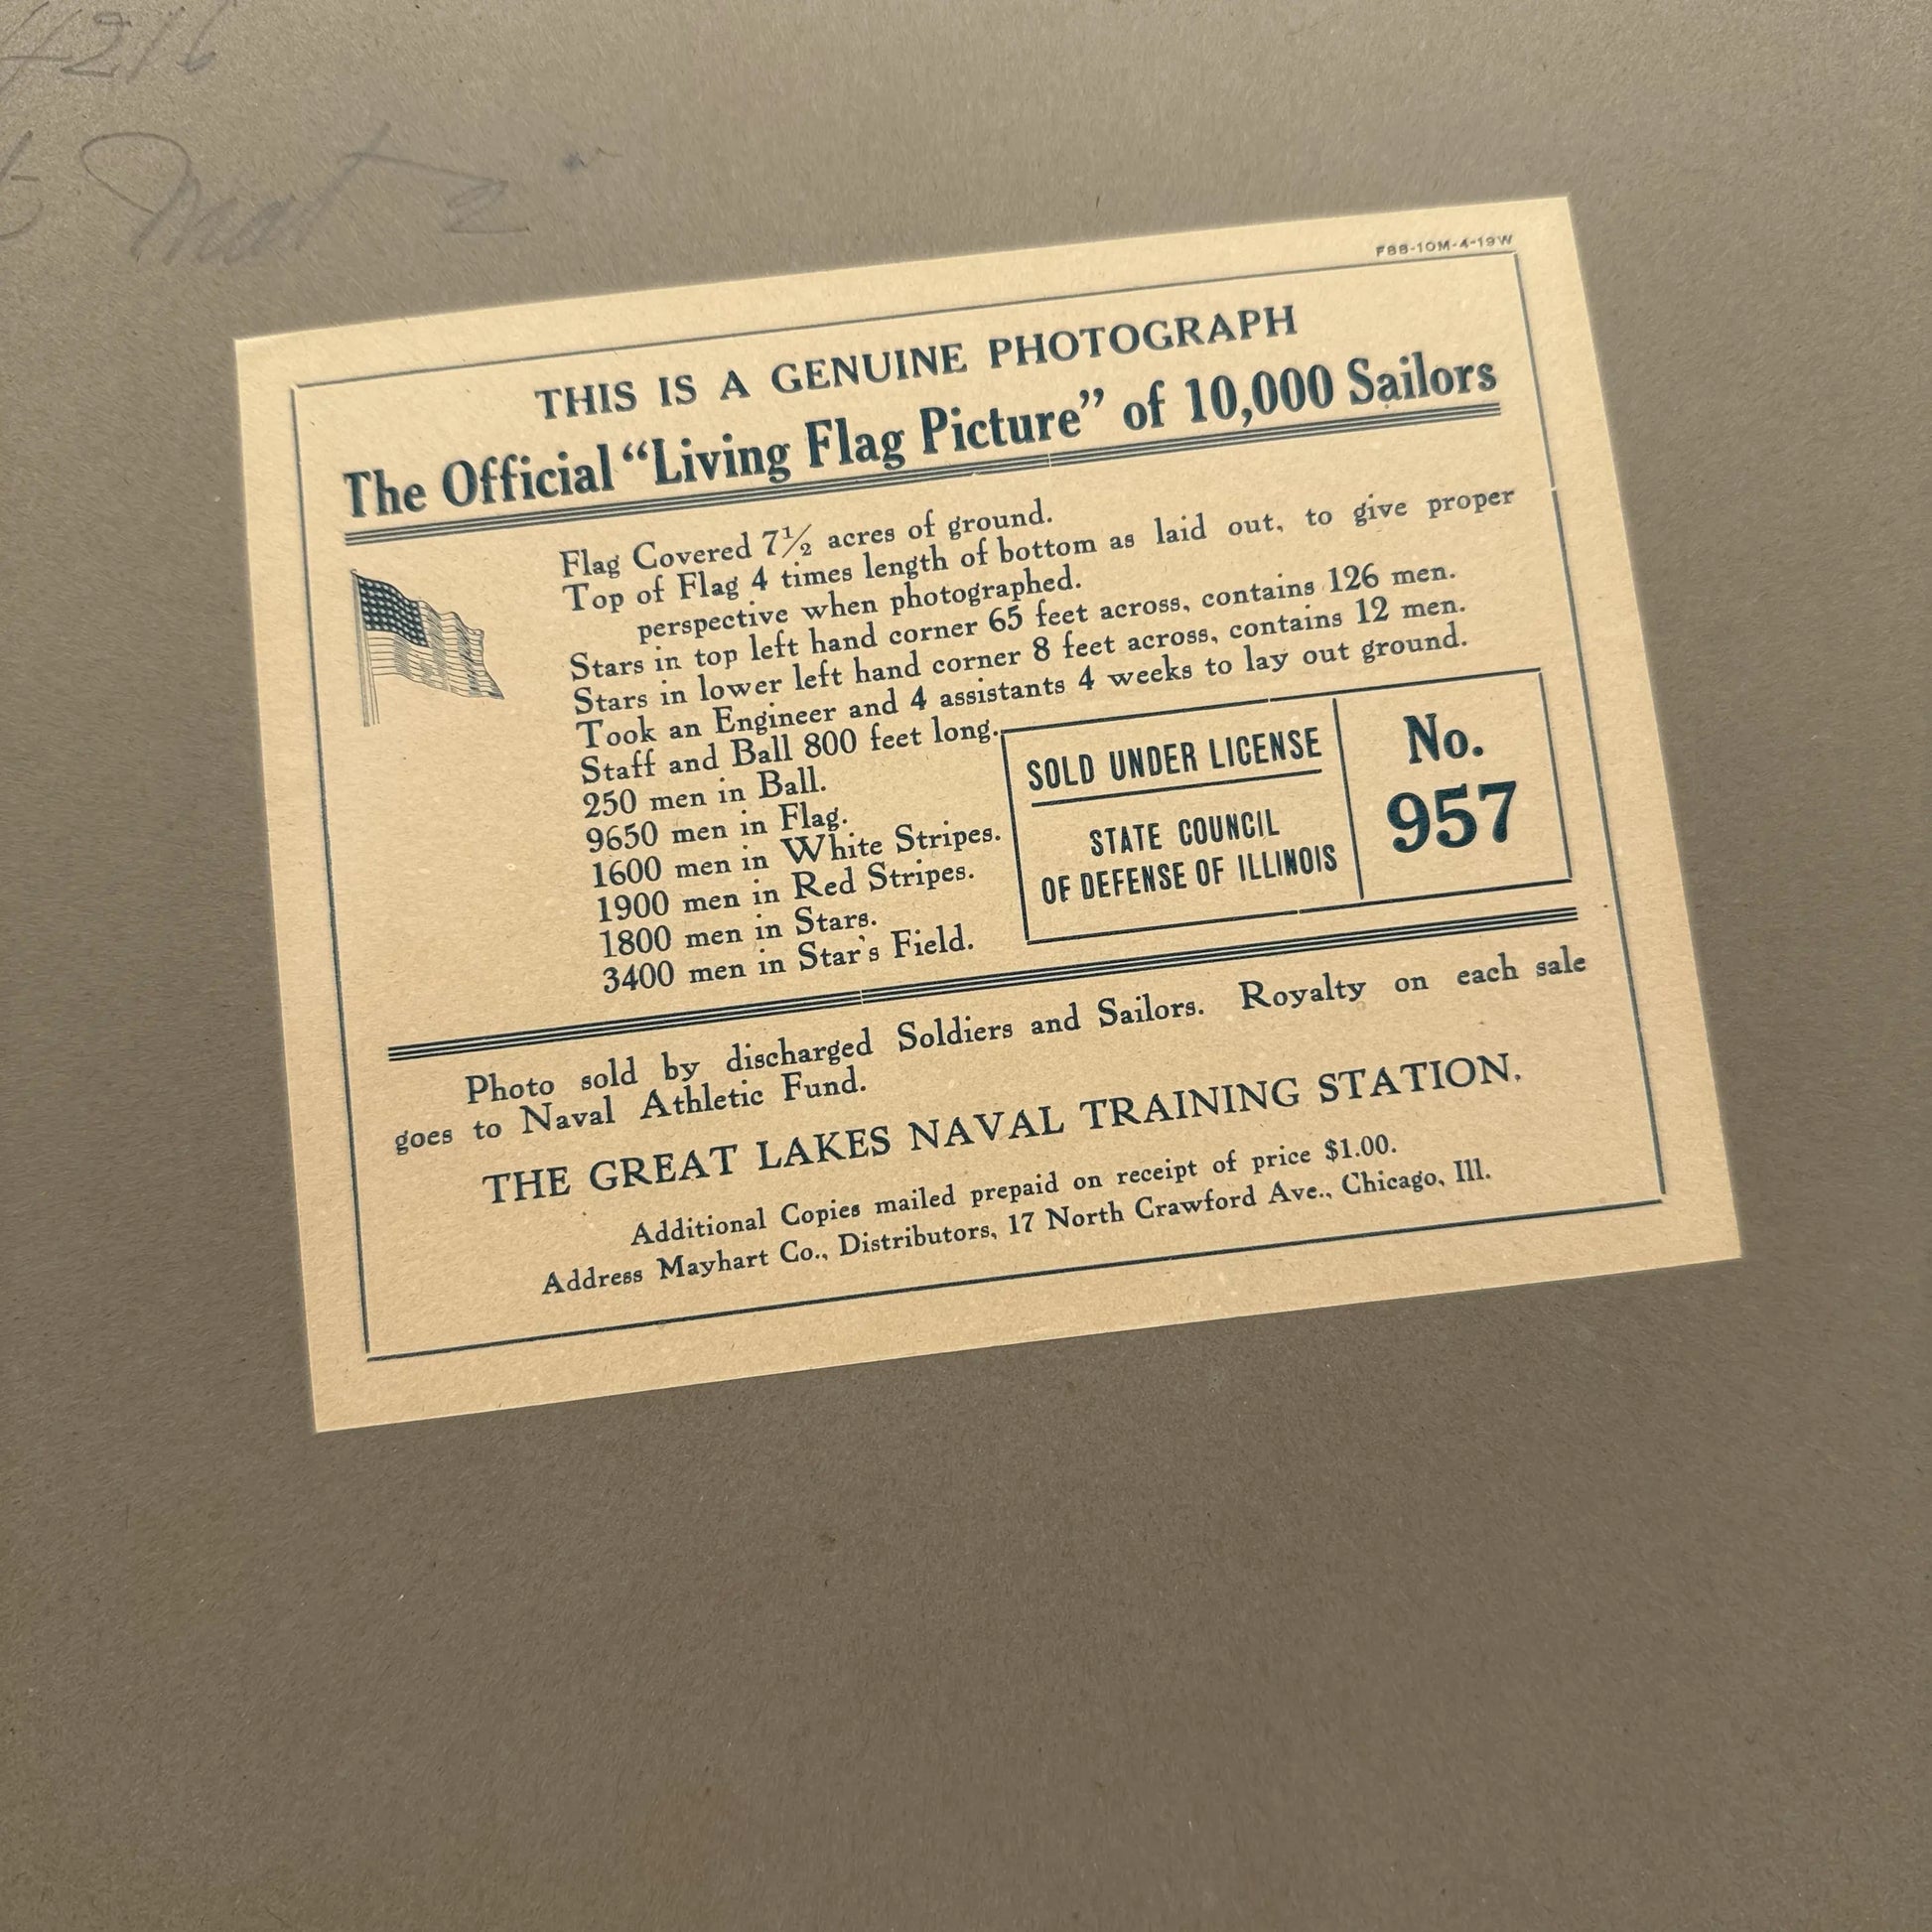 4216
Mat 2"
F88-10M-4-19W
THIS IS A GENUINE PHOTOGRAPH
The Official “Living Flag Picture” of 10,000 Sailors
Flag Covered 7½ acres of ground.
Top of Flag 4 times length of bottom as laid out, to give proper
perspective when photographed.
Stars in top left hand corner 65 feet across, contains 126 men.
Stars in lower left hand corner 8 feet across, contains 12 men.
Took an Engineer and 4 assistants 4 weeks to lay out ground.
Staff and Ball 800 feet long.
250 men in Ball.
9650 men in Flag.
1600 men in White Stripes.
1900 men in Red Stripes.
1800 men in Stars.
3400 men in Star's Field.
SOLD UNDER LICENSE
STATE COUNCIL
OF DEFENSE OF ILLINOIS
No.
957
Photo sold by discharged Soldiers and Sailors. Royalty on each sale
goes to Naval Athletic Fund.
THE GREAT LAKES NAVAL TRAINING STATION.
Additional Copies mailed prepaid on receipt of price $1.00.
Address Mayhart Co., Distributors, 17 North Crawford Ave., Chicago, Ill.